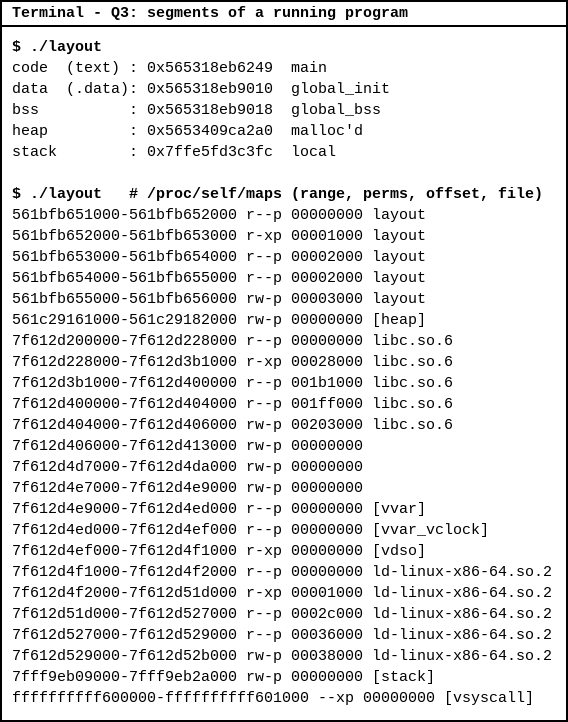 Terminal - Q3: segments of a running program
$ ./layout
code  (text) : 0x565318eb6249  main
data  (.data): 0x565318eb9010  global_init
bss          : 0x565318eb9018  global_bss
heap         : 0x5653409ca2a0  malloc'd
stack        : 0x7ffe5fd3c3fc  local
$ ./layout   # /proc/self/maps (range, perms, offset, file)
561bfb651000-561bfb652000 r--p 00000000 layout
561bfb652000-561bfb653000 r-xp 00001000 layout
561bfb653000-561bfb654000 r--p 00002000 layout
561bfb654000-561bfb655000 r--p 00002000 layout
561bfb655000-561bfb656000 rw-p 00003000 layout
561c29161000-561c29182000 rw-p 00000000 [heap]
7f612d200000-7f612d228000 r--p 00000000 libc.so.6
7f612d228000-7f612d3b1000 r-xp 00028000 libc.so.6
7f612d3b1000-7f612d400000 r--p 001b1000 libc.so.6
7f612d400000-7f612d404000 r--p 001ff000 libc.so.6
7f612d404000-7f612d406000 rw-p 00203000 libc.so.6
7f612d406000-7f612d413000 rw-p 00000000
7f612d4d7000-7f612d4da000 rw-p 00000000
7f612d4e7000-7f612d4e9000 rw-p 00000000
7f612d4e9000-7f612d4ed000 r--p 00000000 [vvar]
7f612d4ed000-7f612d4ef000 r--p 00000000 [vvar_vclock]
7f612d4ef000-7f612d4f1000 r-xp 00000000 [vdso]
7f612d4f1000-7f612d4f2000 r--p 00000000 ld-linux-x86-64.so.2
7f612d4f2000-7f612d51d000 r-xp 00001000 ld-linux-x86-64.so.2
7f612d51d000-7f612d527000 r--p 0002c000 ld-linux-x86-64.so.2
7f612d527000-7f612d529000 r--p 00036000 ld-linux-x86-64.so.2
7f612d529000-7f612d52b000 rw-p 00038000 ld-linux-x86-64.so.2
7fff9eb09000-7fff9eb2a000 rw-p 00000000 [stack]
ffffffffff600000-ffffffffff601000 --xp 00000000 [vsyscall]